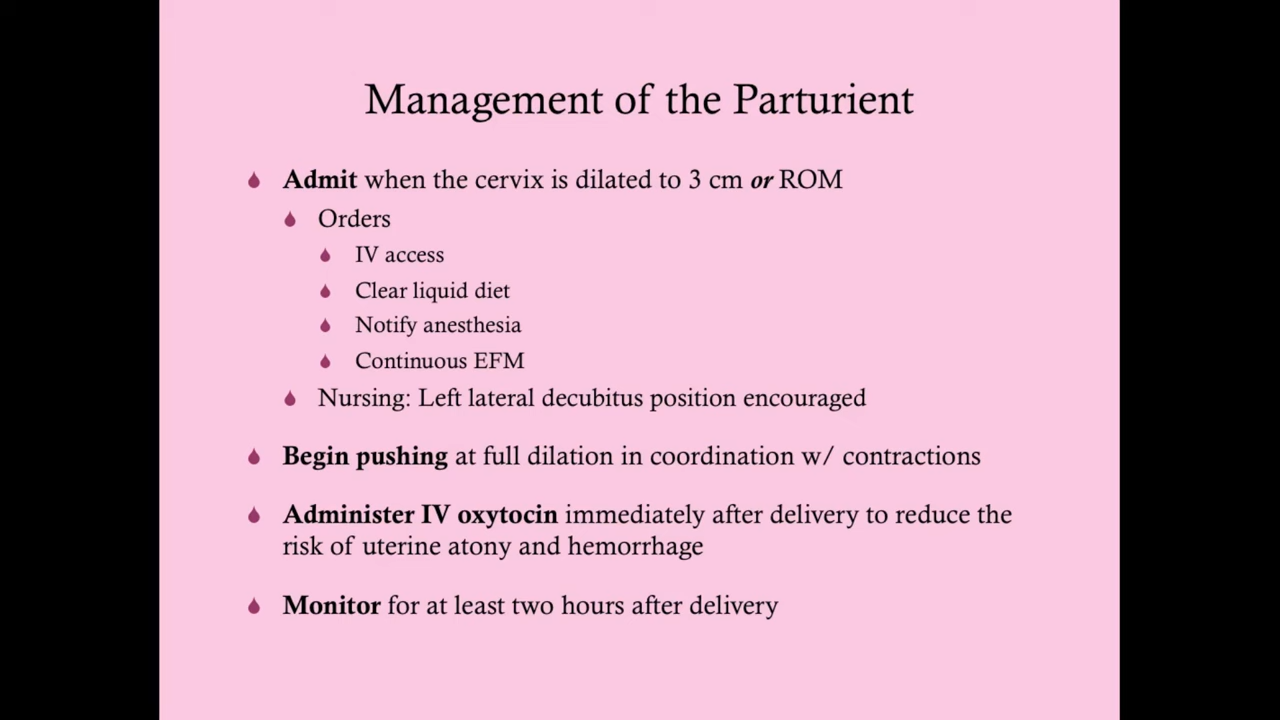 Management of the Parturient
Admit when the cervix is dilated to 3 cm or ROM
Orders
IV access
Clear liquid diet
Notify anesthesia
Continuous EFM
Nursing: Left lateral decubitus position encouraged
Begin pushing at full dilation in coordination w/ contractions
Administer IV oxytocin immediately after delivery to reduce the
risk of uterine atony and hemorrhage
Monitor for at least two hours after delivery